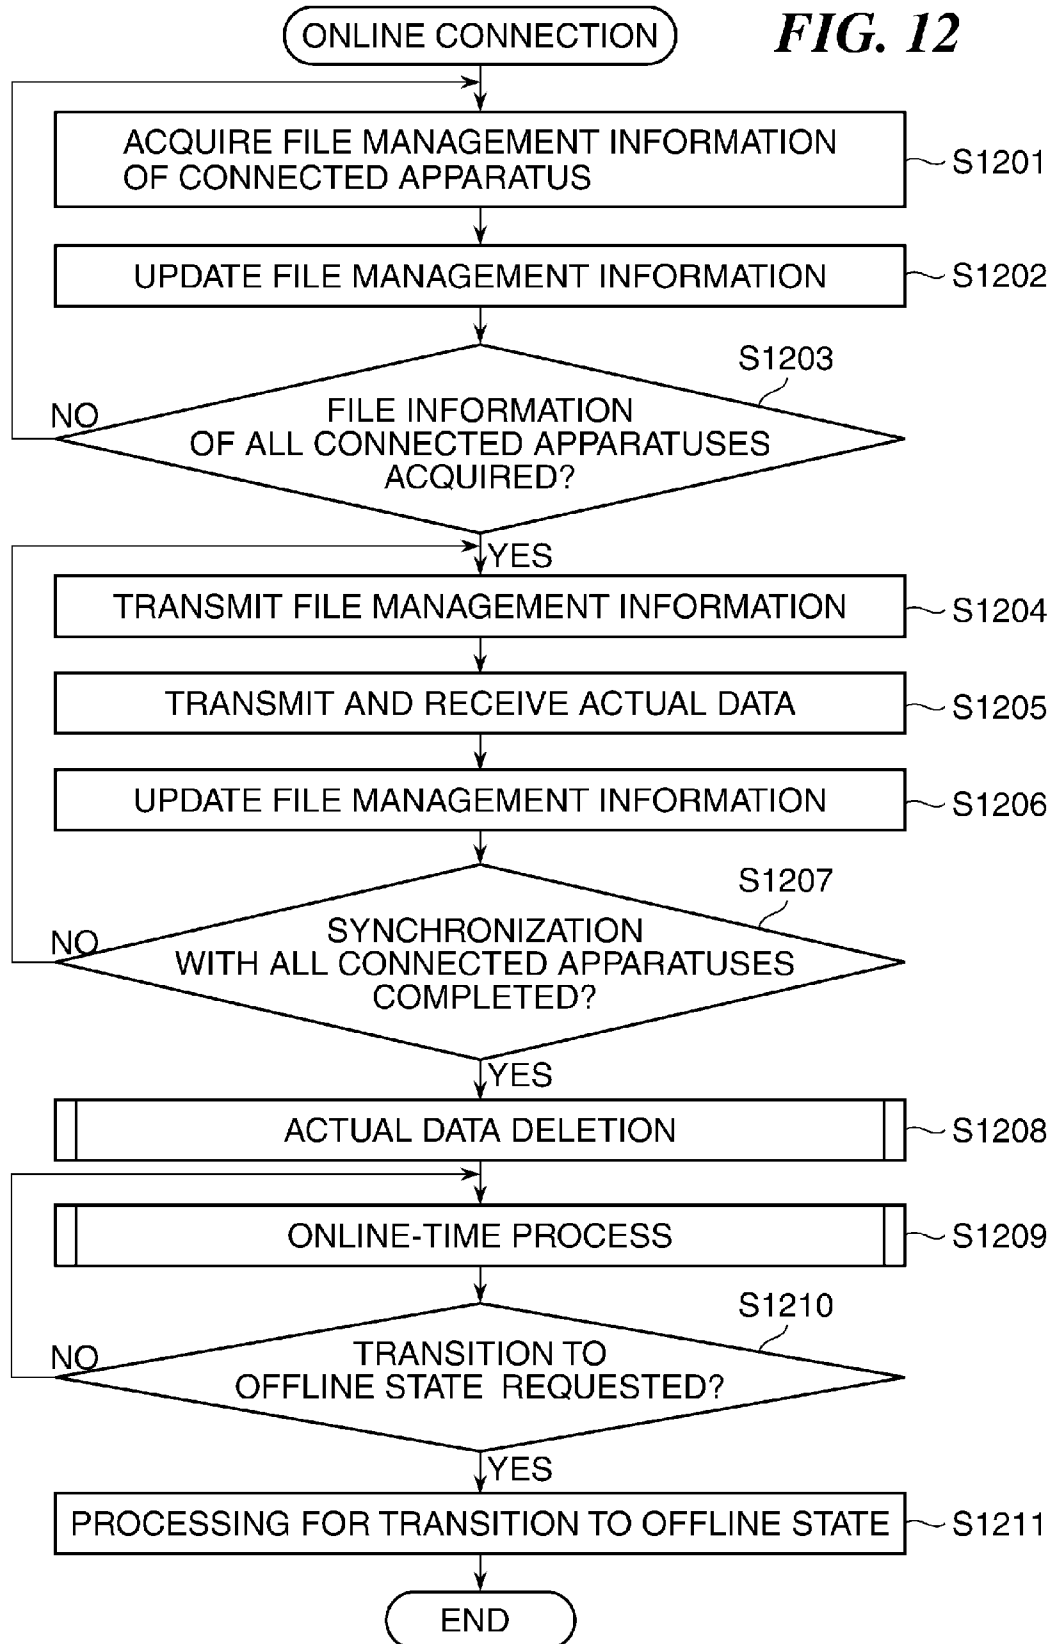 ONLINE CONNECTION
FIG. 12
ACQUIRE FILE MANAGEMENT INFORMATION
OF CONNECTED APPARATUS
S1201
UPDATE FILE MANAGEMENT INFORMATION
S1202
S1203
NO
FILE INFORMATION
OF ALL CONNECTED APPARATUSES
ACQUIRED?
YES
TRANSMIT FILE MANAGEMENT INFORMATION
S1204
TRANSMIT AND RECEIVE ACTUAL DATA
S1205
UPDATE FILE MANAGEMENT INFORMATION
S1206
S1207
NO
SYNCHRONIZATION
WITH ALL CONNECTED APPARATUSES
COMPLETED?
YES
ACTUAL DATA DELETION
S1208
ONLINE-TIME PROCESS
S1209
S1210
NO
TRANSITION TO
OFFLINE STATE REQUESTED?
YES
PROCESSING FOR TRANSITION TO OFFLINE STATE
S1211
END